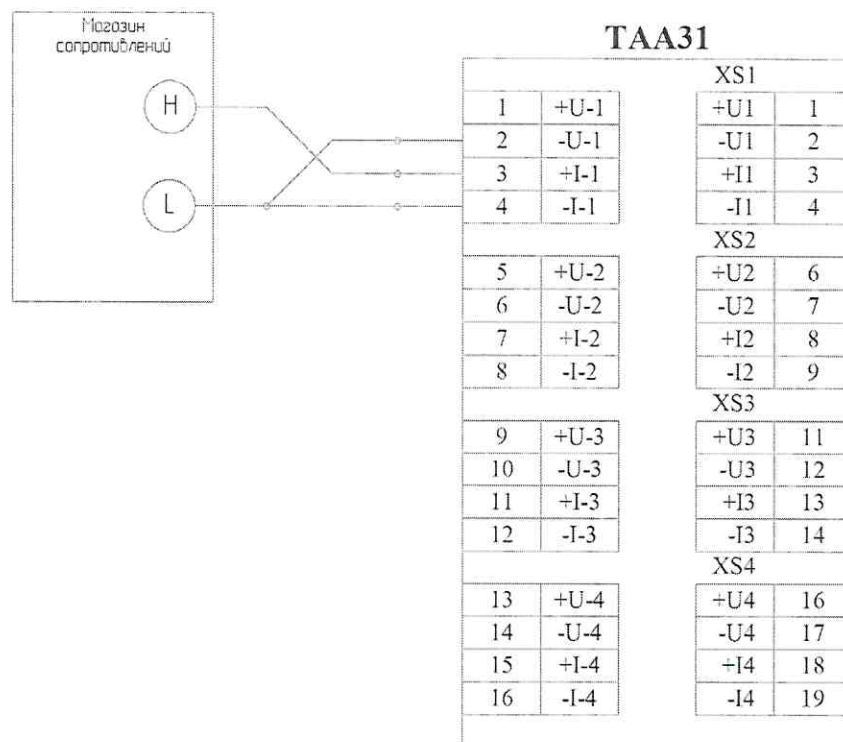 Магазин
сопротивлений
H
L
TAA31
XS1
1 +U-1 +U1 1
2 -U-1 -U1 2
3 +I-1 +I1 3
4 -I-1 -I1 4
XS2
5 +U-2 +U2 6
6 -U-2 -U2 7
7 +I-2 +I2 8
8 -I-2 -I2 9
XS3
9 +U-3 +U3 11
10 -U-3 -U3 12
11 +I-3 +I3 13
12 -I-3 -I3 14
XS4
13 +U-4 +U4 16
14 -U-4 -U4 17
15 +I-4 +I4 18
16 -I-4 -I4 19